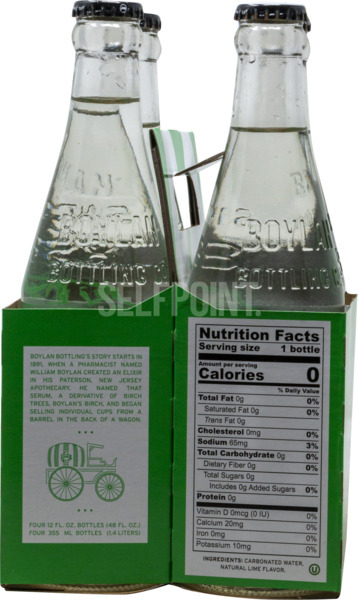 BOYLAN
BOTTLING
BOYLAN
BOTTLING
SELFPOINT.
BOYLAN BOTTLING'S STORY STARTS IN
1891, WHEN A PHARMACIST NAMED
WILLIAM BOYLAN CREATED AN ELIXIR
IN HIS PATERSON, NEW JERSEY
APOTHECARY. HE NAMED THAT
SERUM, A DERIVATIVE OF BIRCH
TREES, BOYLAN'S BIRCH, AND BEGAN
SELLING INDIVIDUAL CUPS FROM A
BARREL IN THE BACK OF A WAGON.
FOUR 12 FL. OZ. BOTTLES (48 FL. OZ.)
FOUR 355 ML BOTTLES (1.4 LITERS)
Nutrition Facts
Serving size 1 bottle
Amount per serving
Calories 0
% Daily Value
Total Fat 0g 0%
Saturated Fat 0g 0%
Trans Fat 0g
Cholesterol 0mg 0%
Sodium 65mg 3%
Total Carbohydrate 0g 0%
Dietary Fiber 0g 0%
Total Sugars 0g
Includes 0g Added Sugars 0%
Protein 0g
Vitamin D 0mcg (0 IU) 0%
Calcium 20mg 0%
Iron 0mg 0%
Potassium 10mg 0%
INGREDIENTS: CARBONATED WATER,
NATURAL LIME FLAVOR.